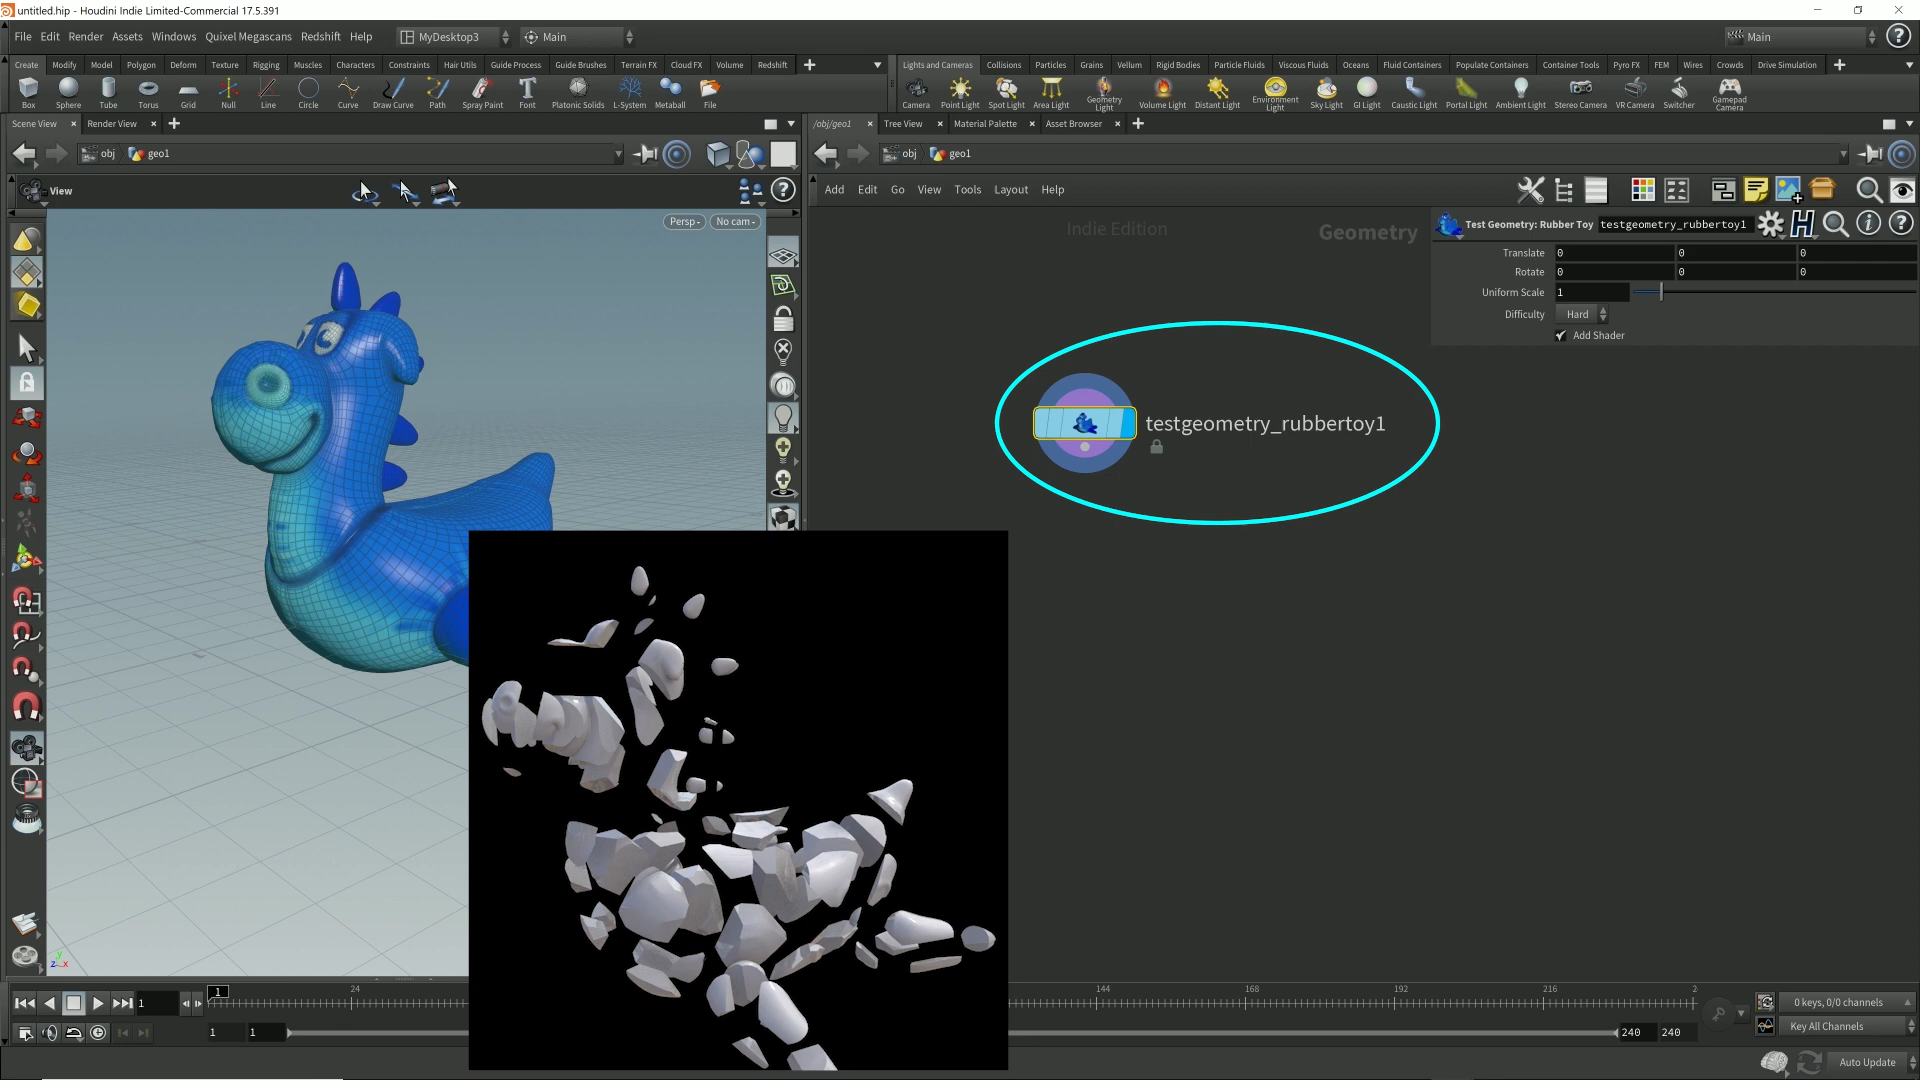 untitled.hip - Houdini Indie Limited-Commercial 17.5.391
File Edit Render Assets Windows Quixel Megascans Redshift Help MyDesktop3 Main Main
Create Modify Model Polygon Deform Texture Rigging Muscles Characters Constraints Hair Utils Guide Process Guide Brushes Terrain FX Cloud FX Volume Redshift
Lights and Cameras Collisions Particles Grains Vellum Rigid Bodies Particle Fluids Viscous Fluids Oceans Fluid Containers Populate Containers Container Tools Pyro FX FEM Wires Crowds Drive Simulation
Box Sphere Tube Torus Grid Null Line Circle Curve Draw Curve Path Spray Paint Font Platonic Solids L-System Metaball File
Camera Point Light Spot Light Area Light Geometry Light Volume Light Distant Light Environment Light Sky Light GI Light Caustic Light Portal Light Ambient Light Stereo Camera VR Camera Switcher Gamepad Camera
Scene View Render View
/obj/geo1 Tree View Material Palette Asset Browser
obj geo1
obj geo1
View
Add Edit Go View Tools Layout Help
Persp No cam
Indie Edition
Geometry
Test Geometry: Rubber Toy testgeometry_rubbertoy1
Translate 0 0 0
Rotate 0 0 0
Uniform Scale 1
Difficulty Hard
Add Shader
testgeometry_rubbertoy1
z y x
1 1 24 144 168 192 216 2
0 keys, 0/0 channels
1 1 240 240
Key All Channels
Auto Update